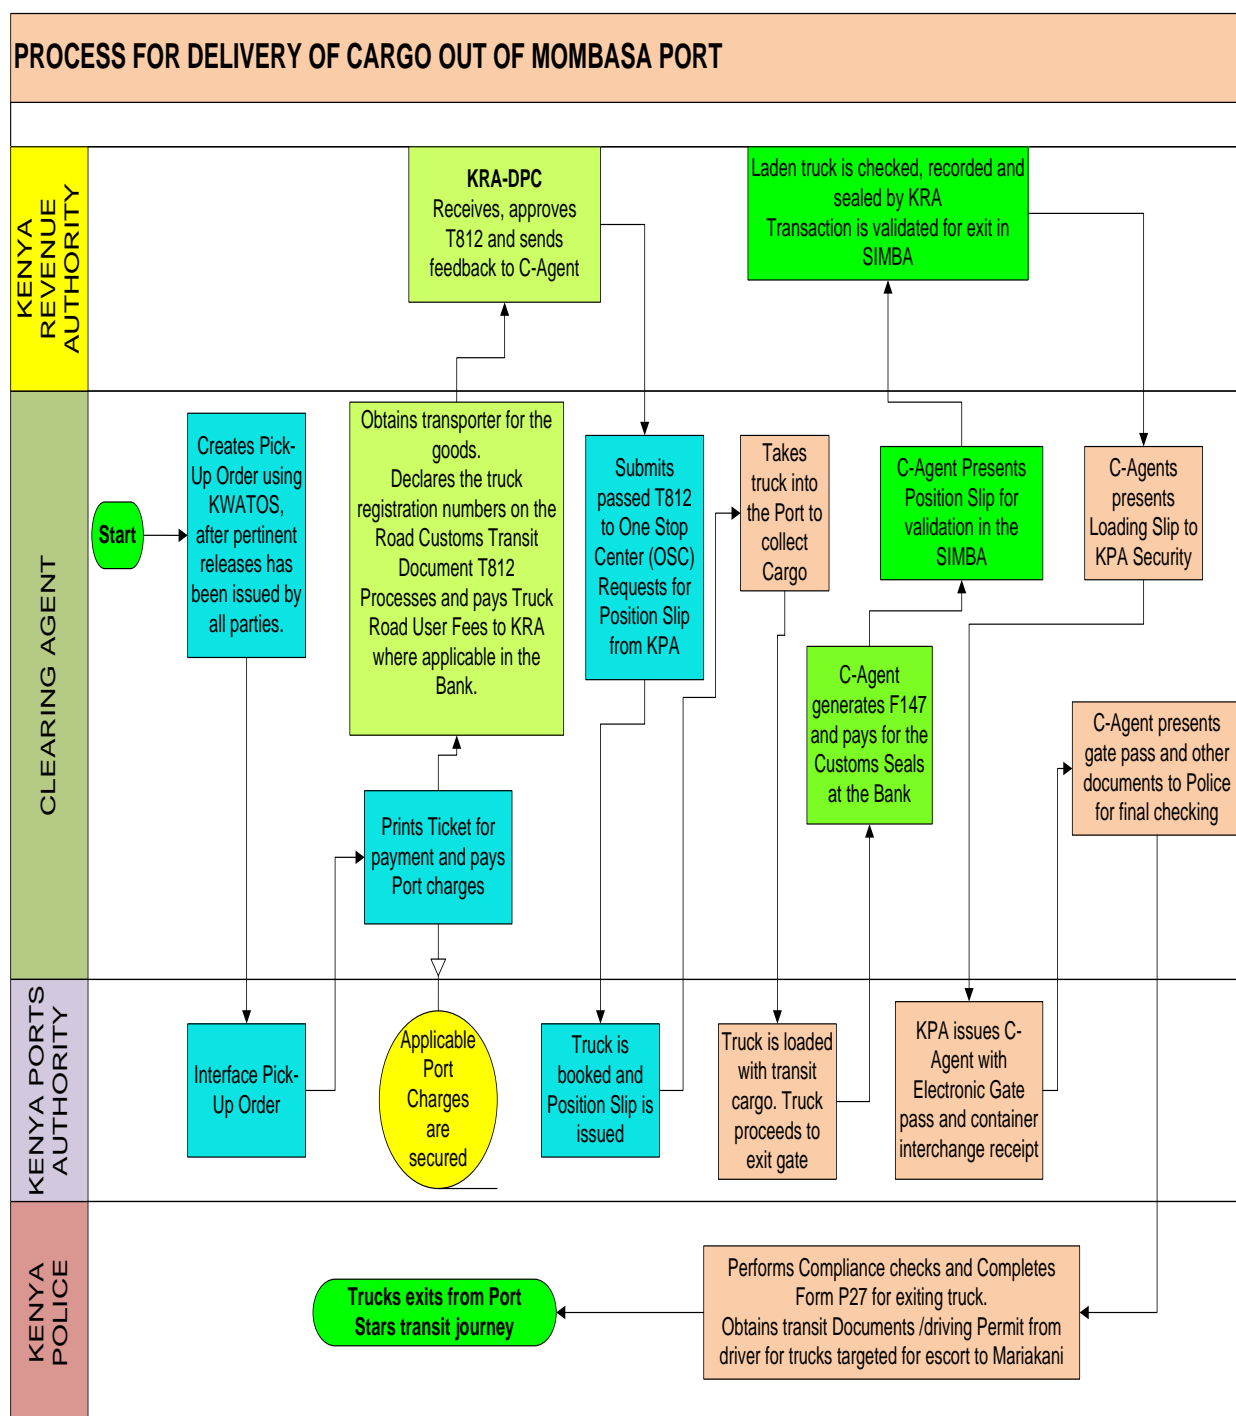 PROCESS FOR DELIVERY OF CARGO OUT OF MOMBASA PORT
KENYA
REVENUE
AUTHORITY
KRA-DPC
Receives, approves
T812 and sends
feedback to C-Agent
Laden truck is checked, recorded and
sealed by KRA
Transaction is validated for exit in
SIMBA
CLEARING AGENT
Start
Creates Pick-
Up Order using
KWATOS,
after pertinent
releases has
been issued by
all parties.
Obtains transporter for the
goods.
Declares the truck
registration numbers on the
Road Customs Transit
Document T812
Processes and pays Truck
Road User Fees to KRA
where applicable in the
Bank.
Submits
passed T812
to One Stop
Center (OSC)
Requests for
Position Slip
from KPA
Takes
truck into
the Port to
collect
Cargo
C-Agent Presents
Position Slip for
validation in the
SIMBA
C-Agents
presents
Loading Slip to
KPA Security
C-Agent
generates F147
and pays for the
Customs Seals
at the Bank
C-Agent presents
gate pass and other
documents to Police
for final checking
Prints Ticket for
payment and pays
Port charges
KENYA PORTS
AUTHORITY
Interface Pick-
Up Order
Applicable
Port
Charges
are
secured
Truck is
booked and
Position Slip is
issued
Truck is loaded
with transit
cargo. Truck
proceeds to
exit gate
KPA issues C-
Agent with
Electronic Gate
pass and container
interchange receipt
KENYA
POLICE
Trucks exits from Port
Stars transit journey
Performs Compliance checks and Completes
Form P27 for exiting truck.
Obtains transit Documents /driving Permit from
driver for trucks targeted for escort to Mariakani